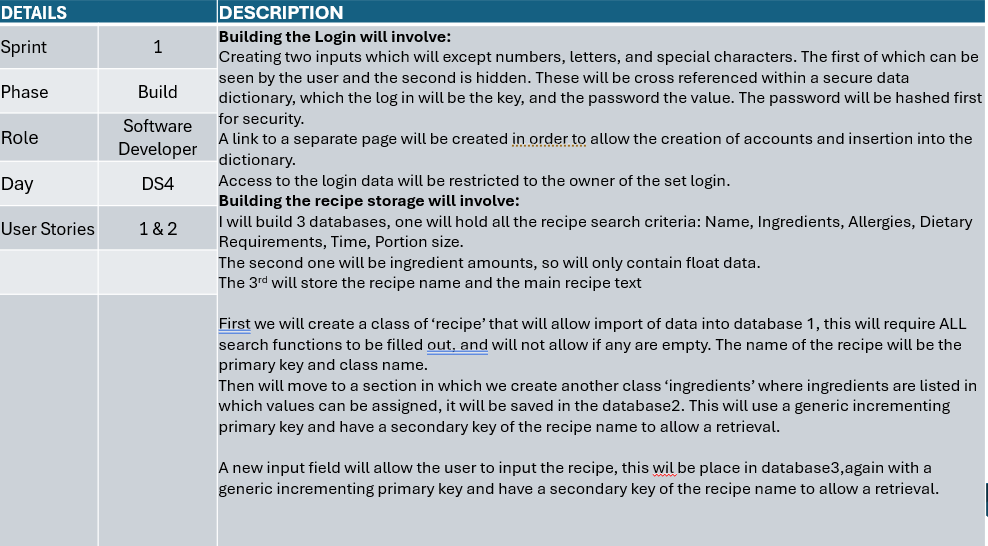 DETAILS
DESCRIPTION
Sprint 1
Phase Build
Role Software
Developer
Day DS4
User Stories 1 & 2
Building the Login will involve:
Creating two inputs which will except numbers, letters, and special characters. The first of which can be
seen by the user and the second is hidden. These will be cross referenced within a secure data
dictionary, which the log in will be the key, and the password the value. The password will be hashed first
for security.
A link to a separate page will be created in order to allow the creation of accounts and insertion into the
dictionary.
Access to the login data will be restricted to the owner of the set login.
Building the recipe storage will involve:
I will build 3 databases, one will hold all the recipe search criteria: Name, Ingredients, Allergies, Dietary
Requirements, Time, Portion size.
The second one will be ingredient amounts, so will only contain float data.
The 3rd will store the recipe name and the main recipe text
First we will create a class of ‘recipe’ that will allow import of data into database 1, this will require ALL
search functions to be filled out, and will not allow if any are empty. The name of the recipe will be the
primary key and class name.
Then will move to a section in which we create another class ‘ingredients’ where ingredients are listed in
which values can be assigned, it will be saved in the database2. This will use a generic incrementing
primary key and have a secondary key of the recipe name to allow a retrieval.
A new input field will allow the user to input the recipe, this wil be place in database3,again with a
generic incrementing primary key and have a secondary key of the recipe name to allow a retrieval.